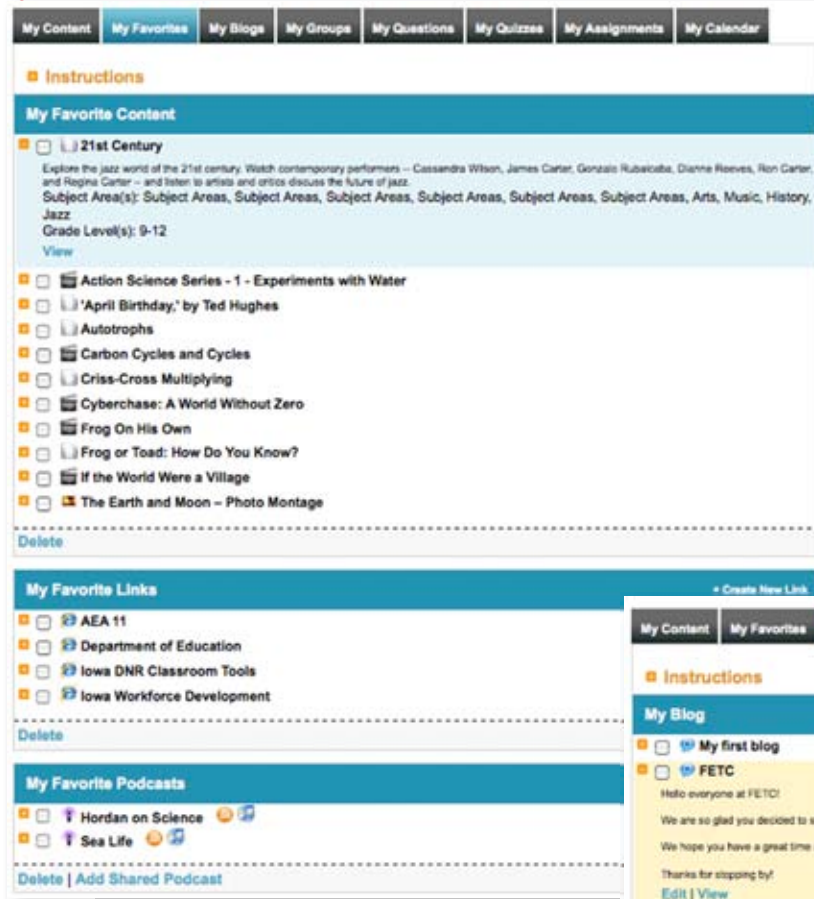 My Content My Favorites My Blogs My Groups My Questions My Quizzes My Assignments My Calendar
Instructions
My Favorite Content
21st Century
Explore the jazz world of the 21st century. Watch contemporary performers – Cassandra Wilson, James Carter, Gonzalo Rubalcaba, Dianne Reeves, Ron Carter,
and Regina Carter – and listen to artists and critics discuss the future of jazz.
Subject Area(s): Subject Areas, Subject Areas, Subject Areas, Subject Areas, Subject Areas, Subject Areas, Arts, Music, History,
Jazz
Grade Level(s): 9-12
View
Action Science Series - 1 - Experiments with Water
'April Birthday,' by Ted Hughes
Autotrophs
Carbon Cycles and Cycles
Criss-Cross Multiplying
Cyberchase: A World Without Zero
Frog On His Own
Frog or Toad: How Do You Know?
If the World Were a Village
The Earth and Moon – Photo Montage
Delete
My Favorite Links + Create New Link
AEA 11
Department of Education
Iowa DNR Classroom Tools
Iowa Workforce Development
Delete
My Favorite Podcasts
Hordan on Science
Sea Life
Delete | Add Shared Podcast
My Content My Favorites
Instructions
My Blog
My first blog
FETC
Hello everyone at FETC!
We are so glad you decided to s
We hope you have a great time
Thanks for stopping by!
Edit | View